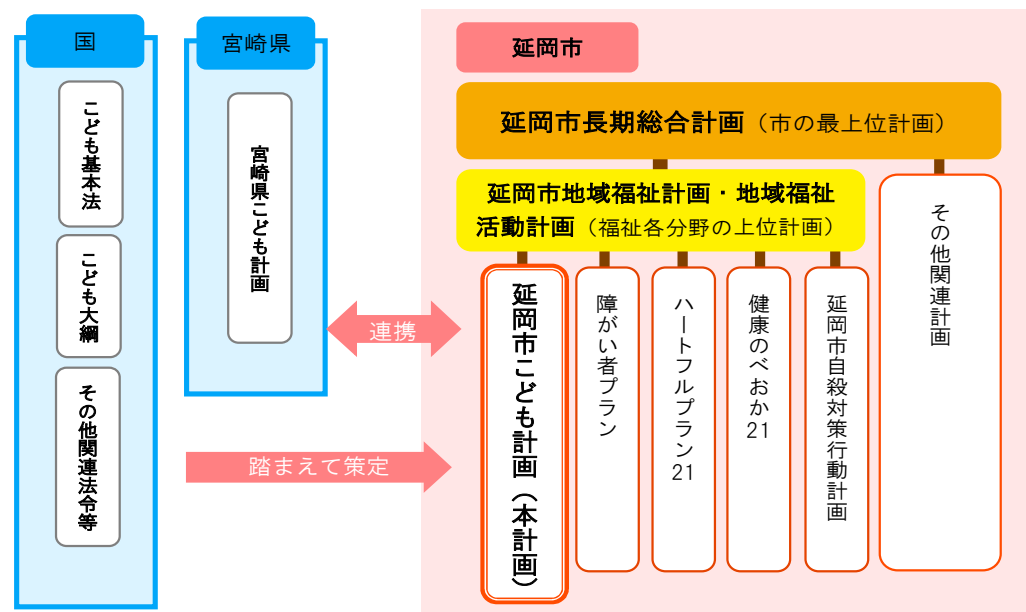 国
こども基本法
こども大綱
その他関連法令等
宮崎県
宮崎県こども計画
連携
踏まえて策定
延岡市
延岡市長期総合計画（市の最上位計画）
延岡市地域福祉計画・地域福祉
活動計画（福祉各分野の上位計画）
延岡市こども計画（本計画）
障がい者プラン
ハートフルプラン21
健康のべおか21
延岡市自殺対策行動計画
その他関連計画